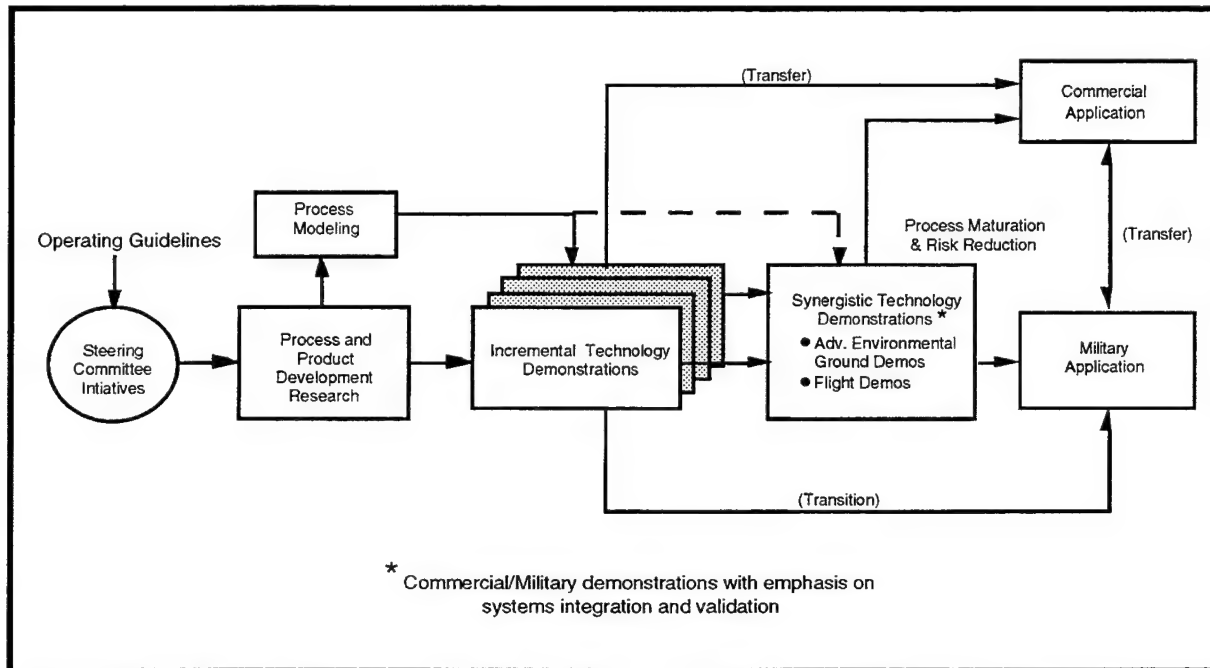 (Transfer)
Commercial
Application
Process
Modeling
Operating Guidelines
Process Maturation
& Risk Reduction
(Transfer)
Steering
Committee
Intiatives
Process and
Product
Development
Research
Incremental Technology
Demonstrations
Synergistic Technology
Demonstrations *
● Adv. Environmental
Ground Demos
● Flight Demos
Military
Application
(Transition)
* Commercial/Military demonstrations with emphasis on
systems integration and validation